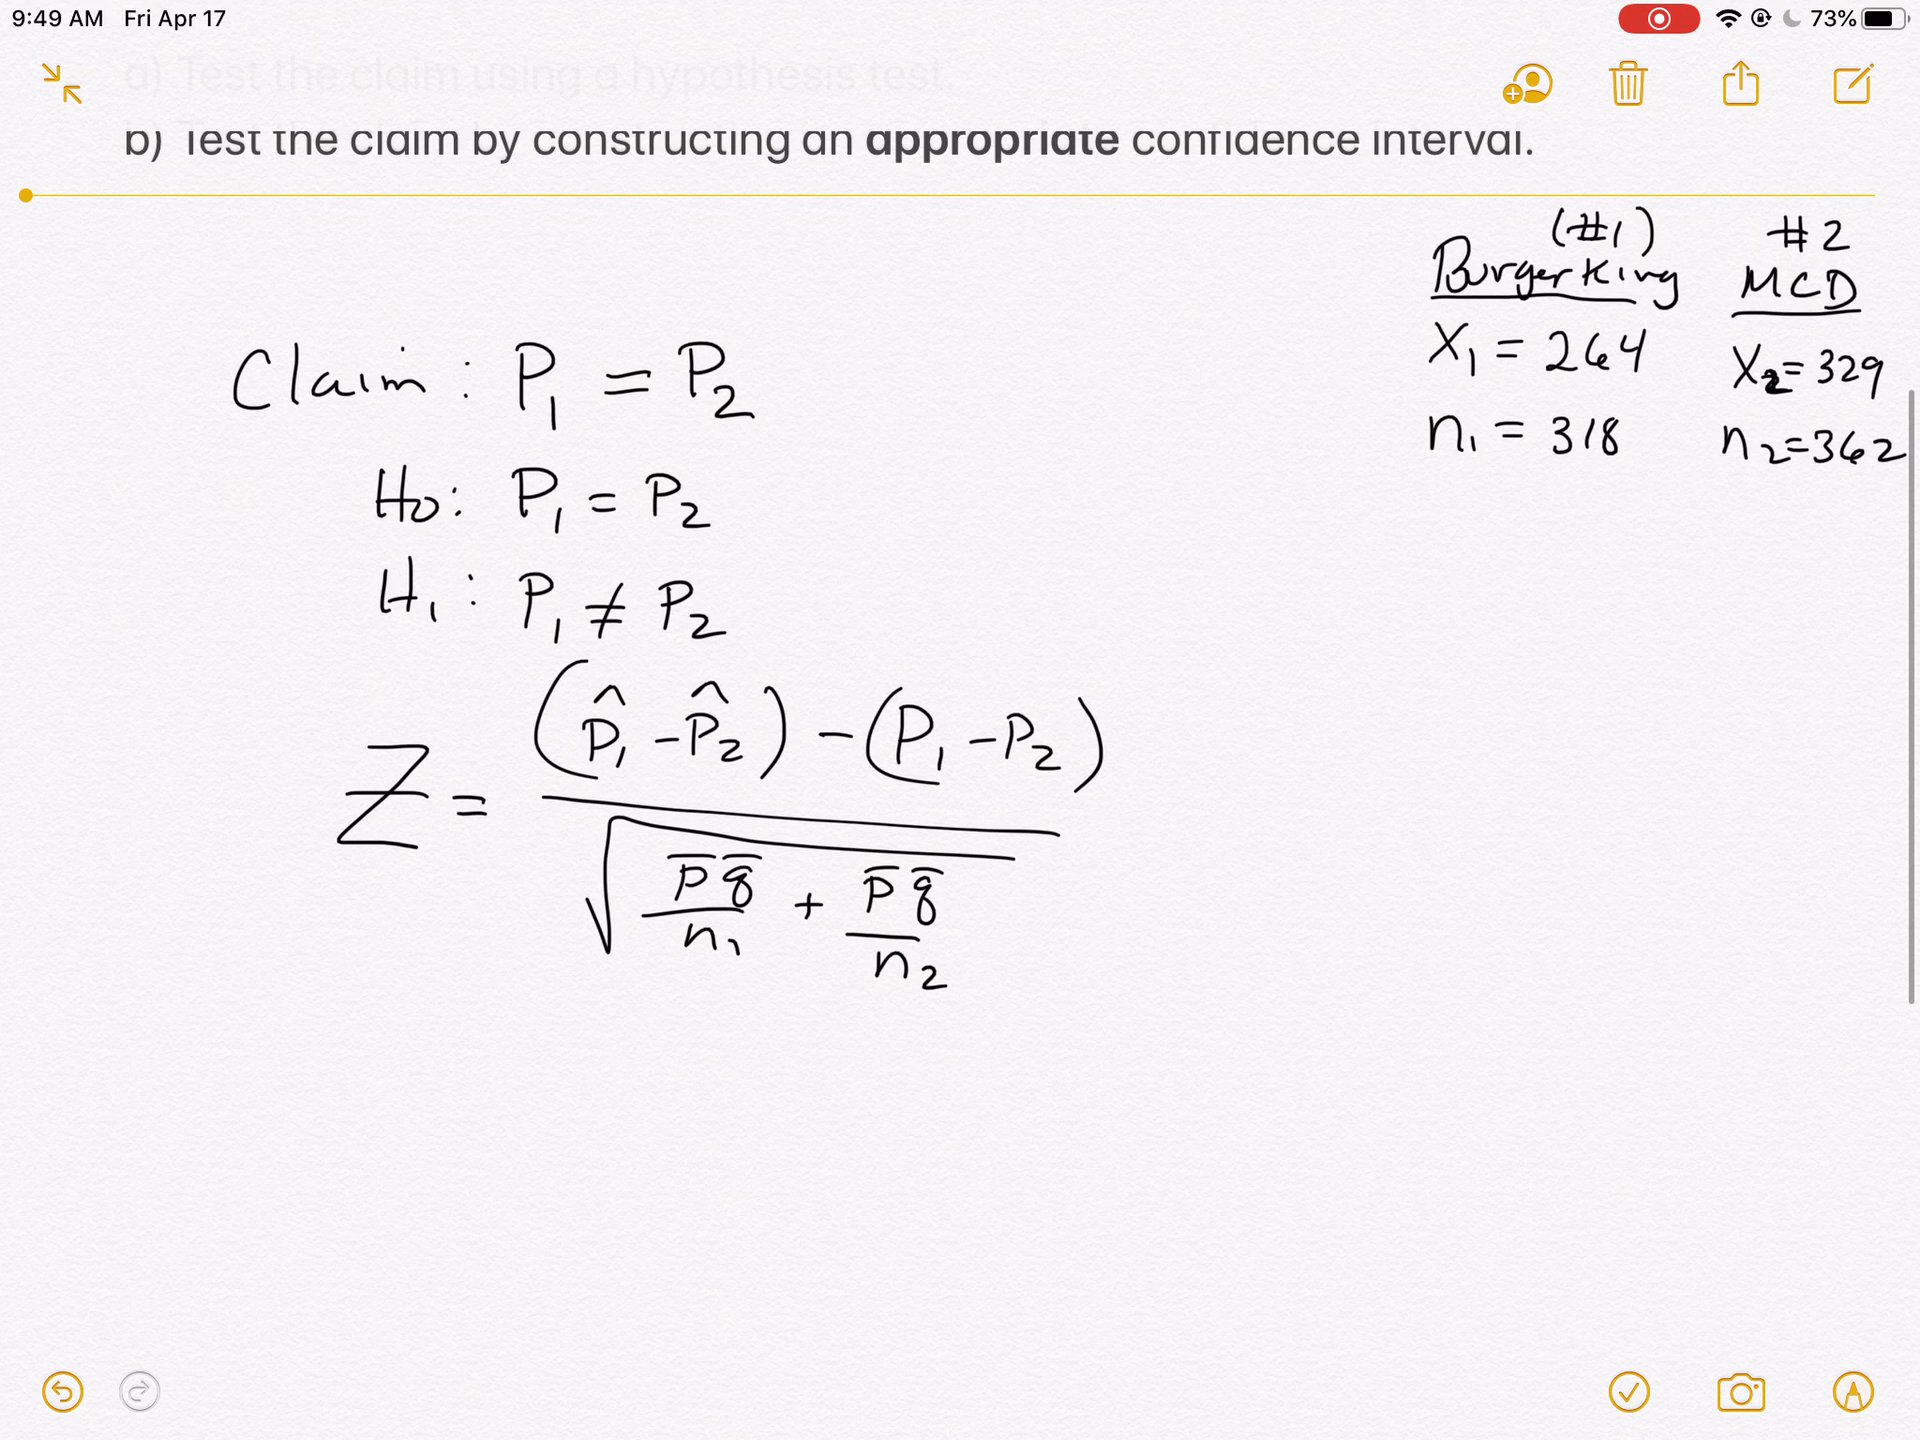 9:49 AM Fri Apr 17
73%
a) Test the claim using a hypothesis test.
b) Test the claim by constructing an appropriate confidence interval.
(#1) #2
Burger King MCD
X₁ = 264 X₂ = 329
n₁ = 318 n₂ = 362
Claim : P₁ = P₂
H₀: P₁ = P₂
H₁ : P₁ ≠ P₂
Z = ((p̂₁ - p̂₂) - (P₁ - P₂)) / √(p̄ q̄ / n₁ + p̄ q̄ / n₂)